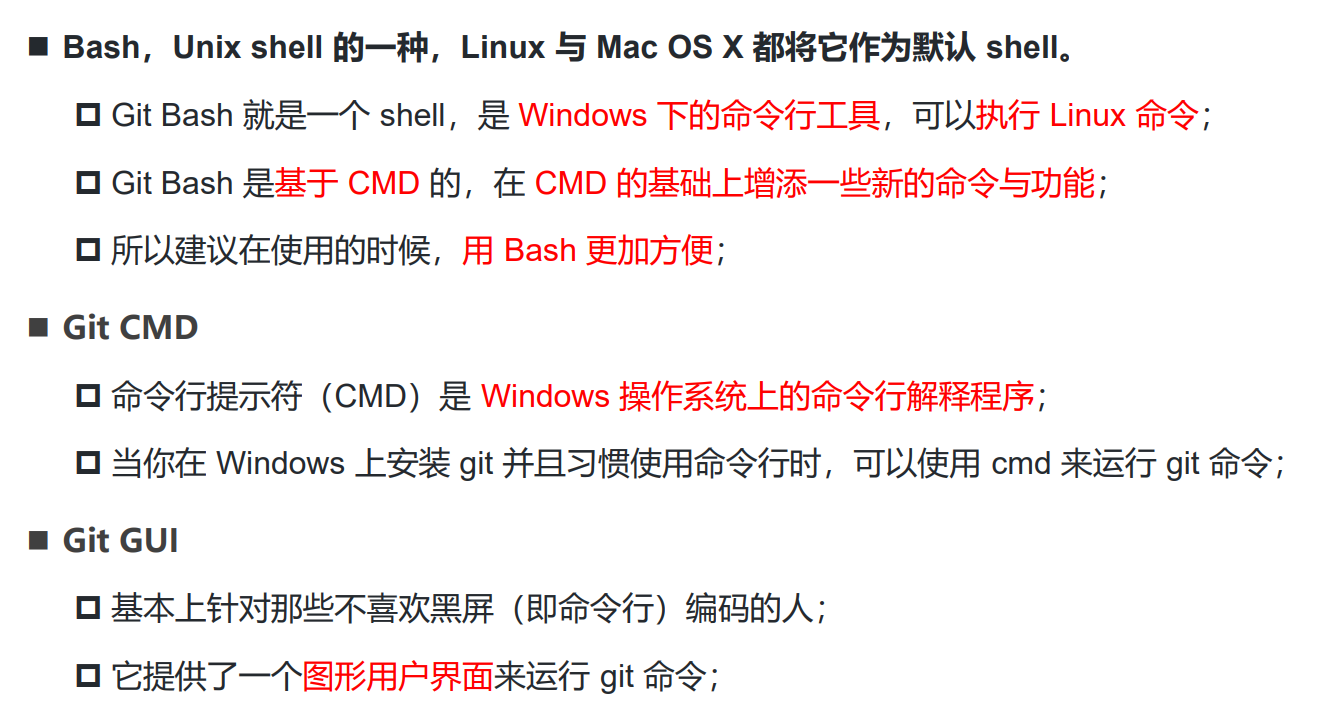 Bash，Unix shell 的一种，Linux 与 Mac OS X 都将它作为默认 shell。
Git Bash 就是一个 shell，是 Windows 下的命令行工具，可以执行 Linux 命令；
Git Bash 是基于 CMD 的，在 CMD 的基础上增添一些新的命令与功能；
所以建议在使用的时候，用 Bash 更加方便；
Git CMD
命令行提示符（CMD）是 Windows 操作系统上的命令行解释程序；
当你在 Windows 上安装 git 并且习惯使用命令行时，可以使用 cmd 来运行 git 命令；
Git GUI
基本上针对那些不喜欢黑屏（即命令行）编码的人；
它提供了一个图形用户界面来运行 git 命令；